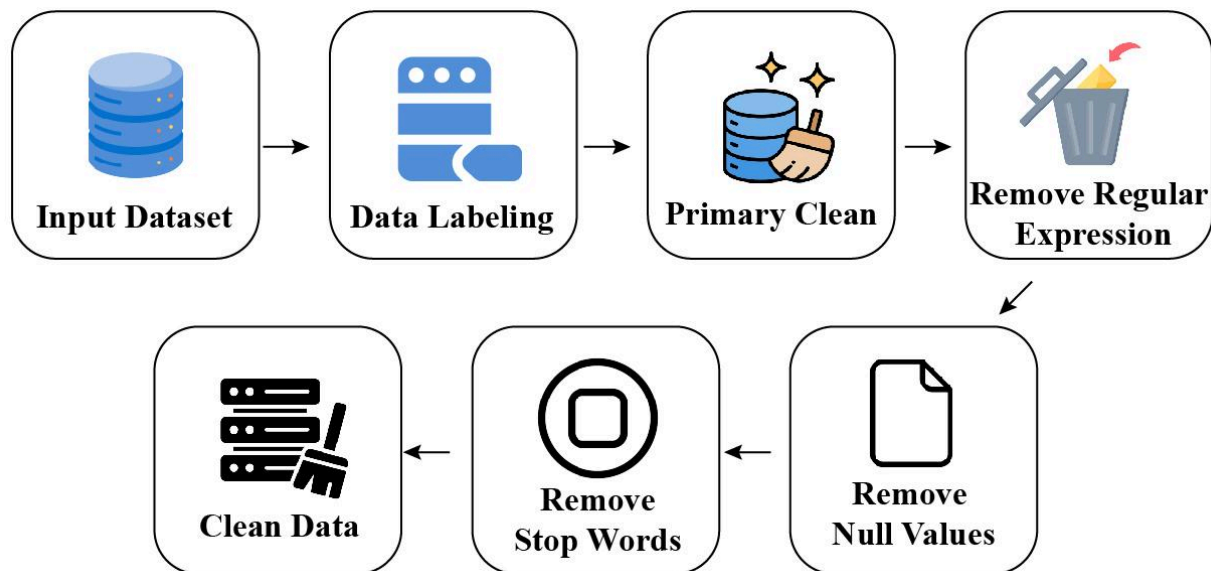 Input Dataset
Data Labeling
Primary Clean
Remove Regular
Expression
Remove
Null Values
Remove
Stop Words
Clean Data